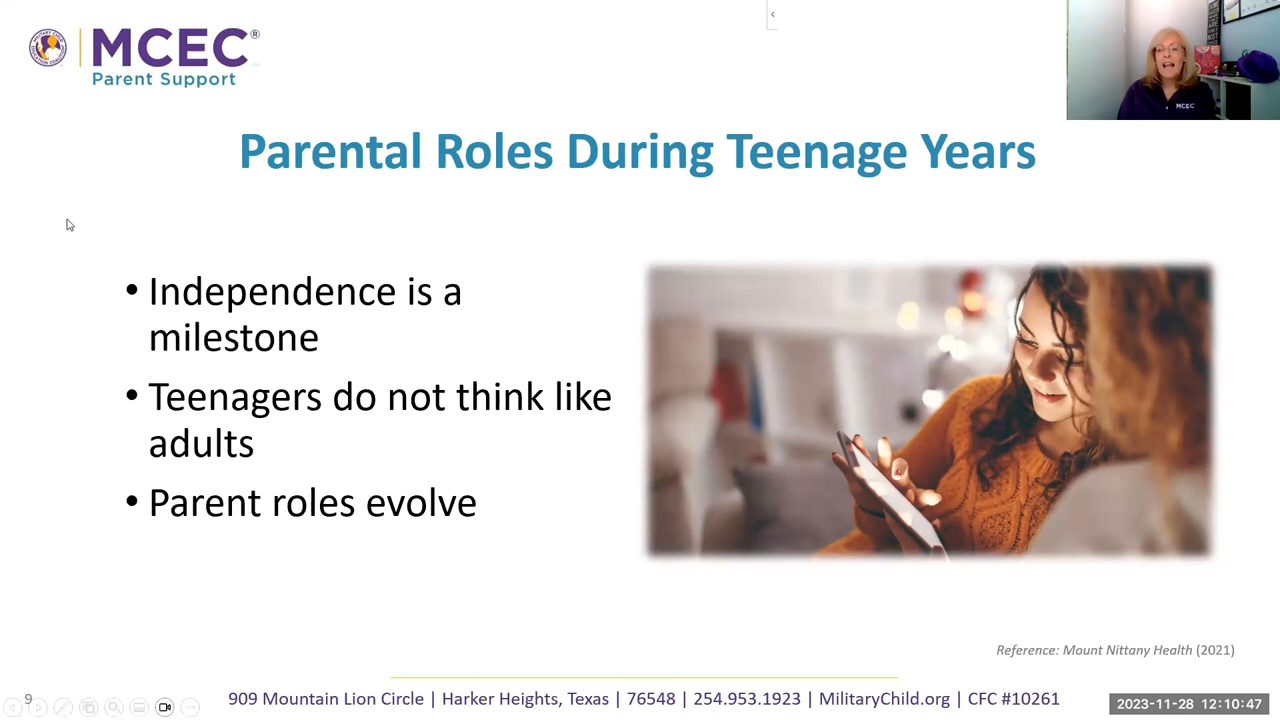 MCEC®
Parent Support
MCEC
Parental Roles During Teenage Years
• Independence is a
milestone
• Teenagers do not think like
adults
• Parent roles evolve
Reference: Mount Nittany Health (2021)
9
909 Mountain Lion Circle | Harker Heights, Texas | 76548 | 254.953.1923 | MilitaryChild.org | CFC #10261
2023-11-28 12:10:47